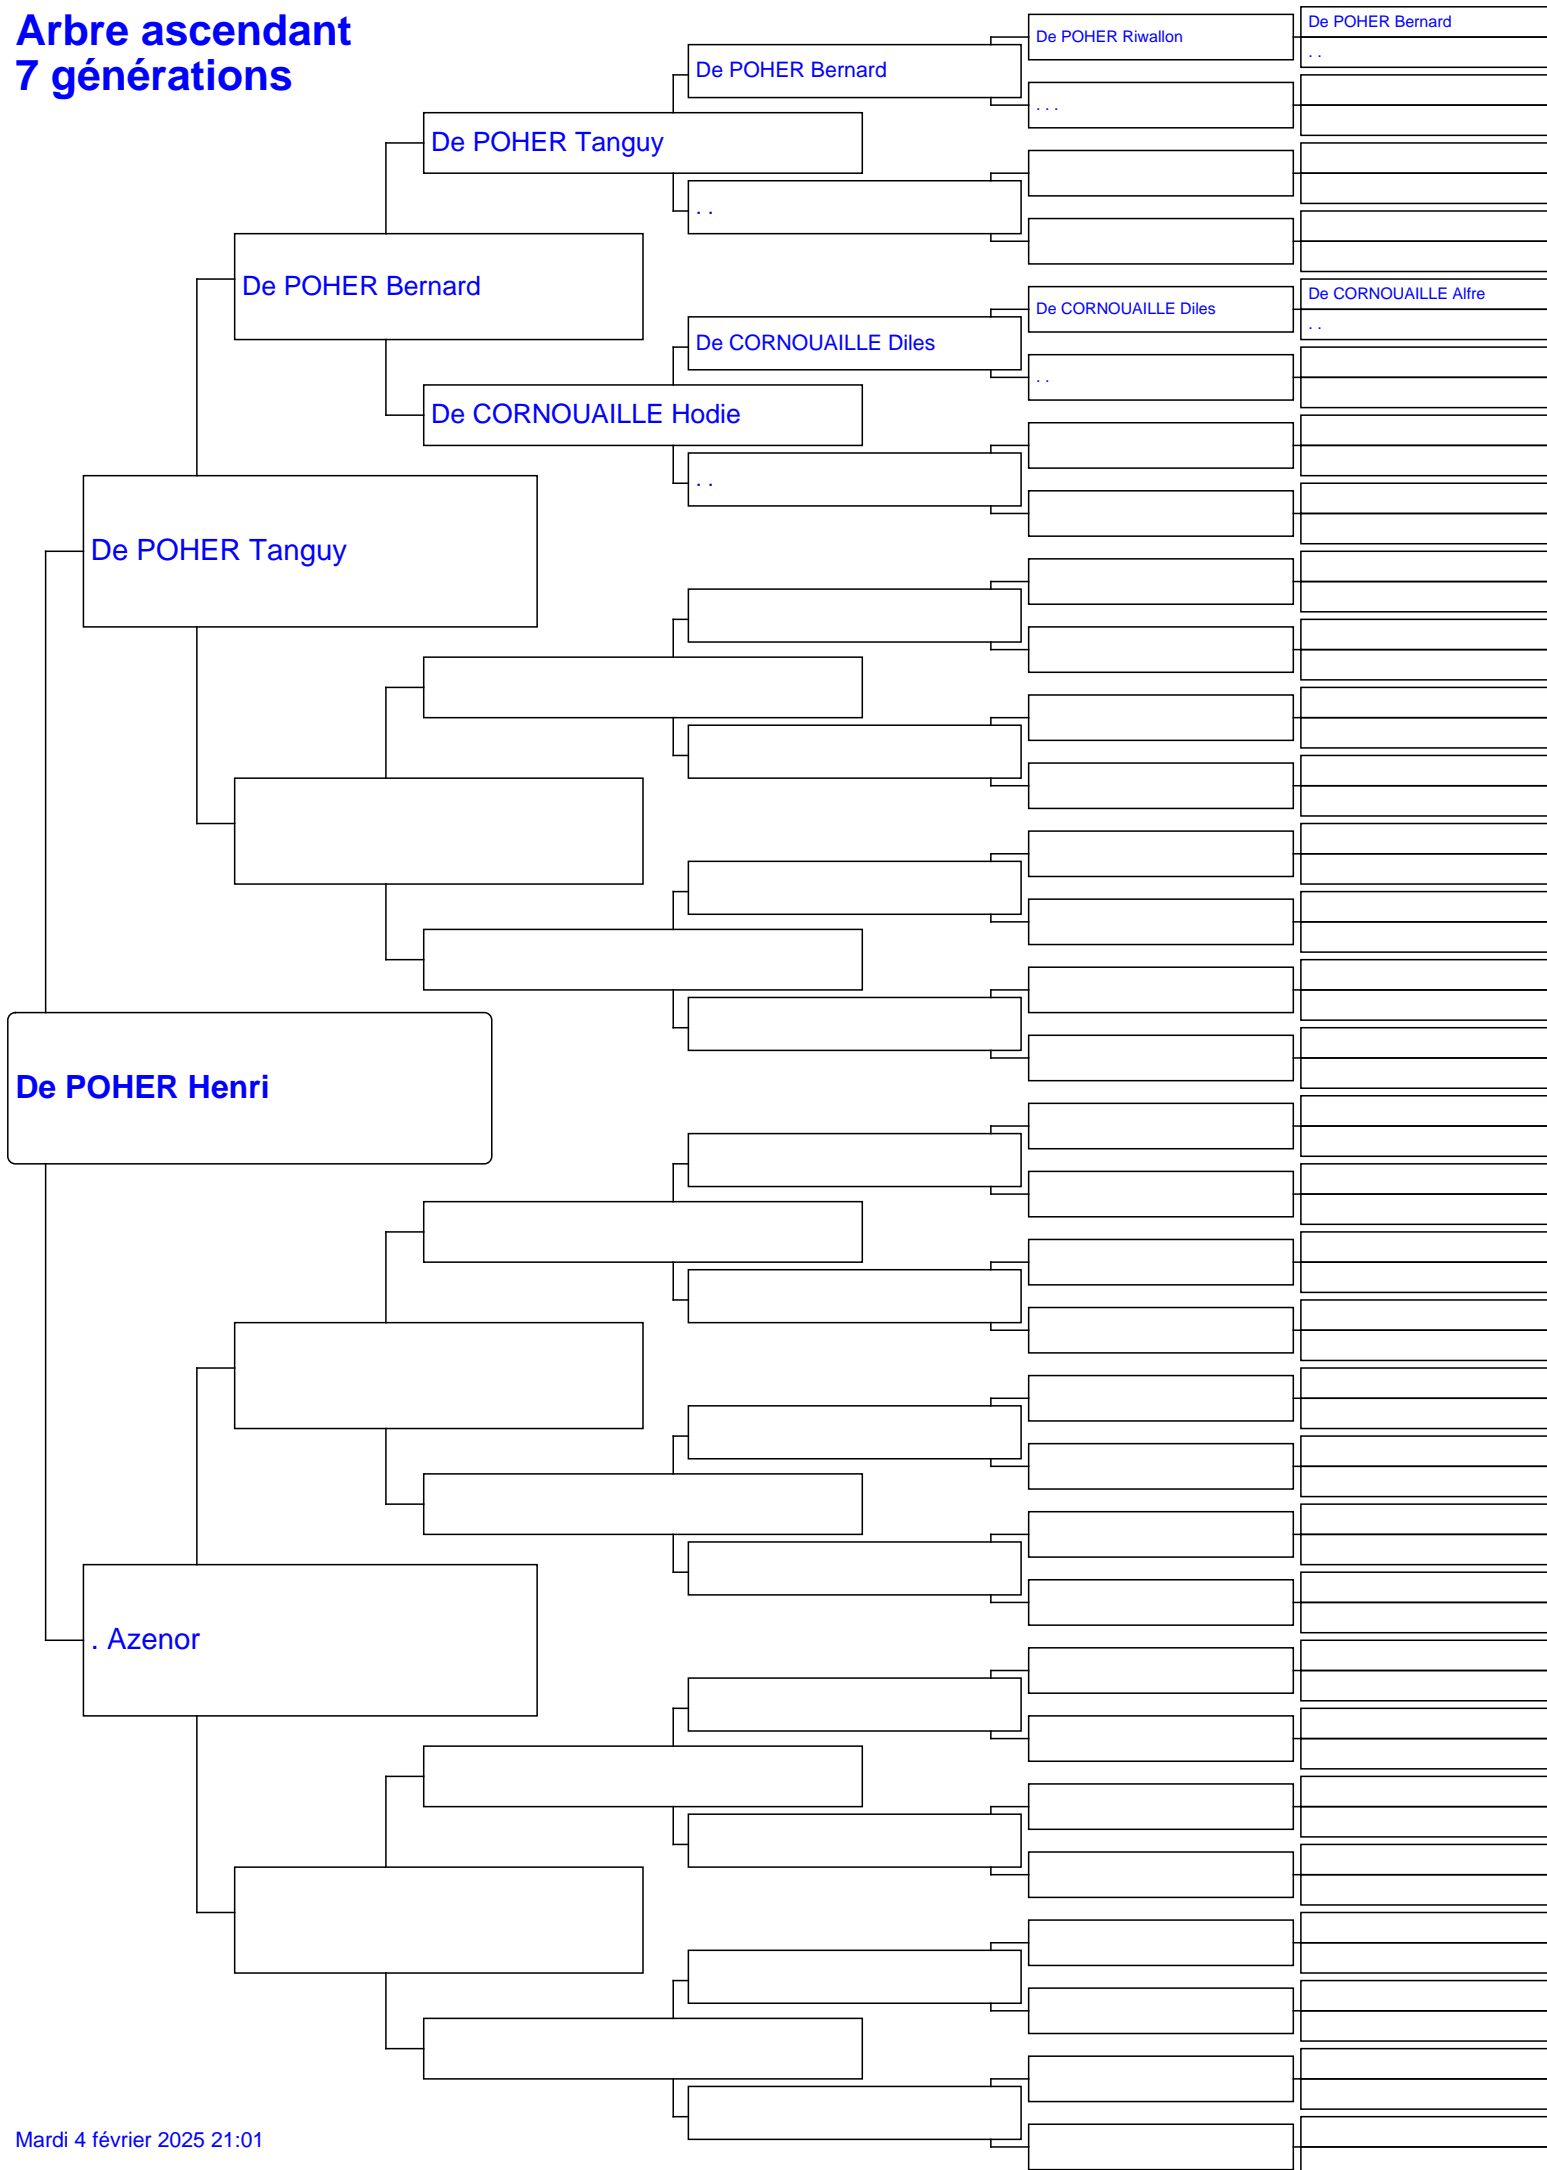 Arbre ascendant
7 générations
De POHER Bernard
. .
De POHER Riwallon
De POHER Bernard
. . .
De POHER Tanguy
. .
De POHER Bernard
De CORNOUAILLE Alfre
. .
De CORNOUAILLE Diles
De CORNOUAILLE Diles
. .
De CORNOUAILLE Hodie
. .
De POHER Tanguy
De POHER Henri
. Azenor
Mardi 4 février 2025 21:01